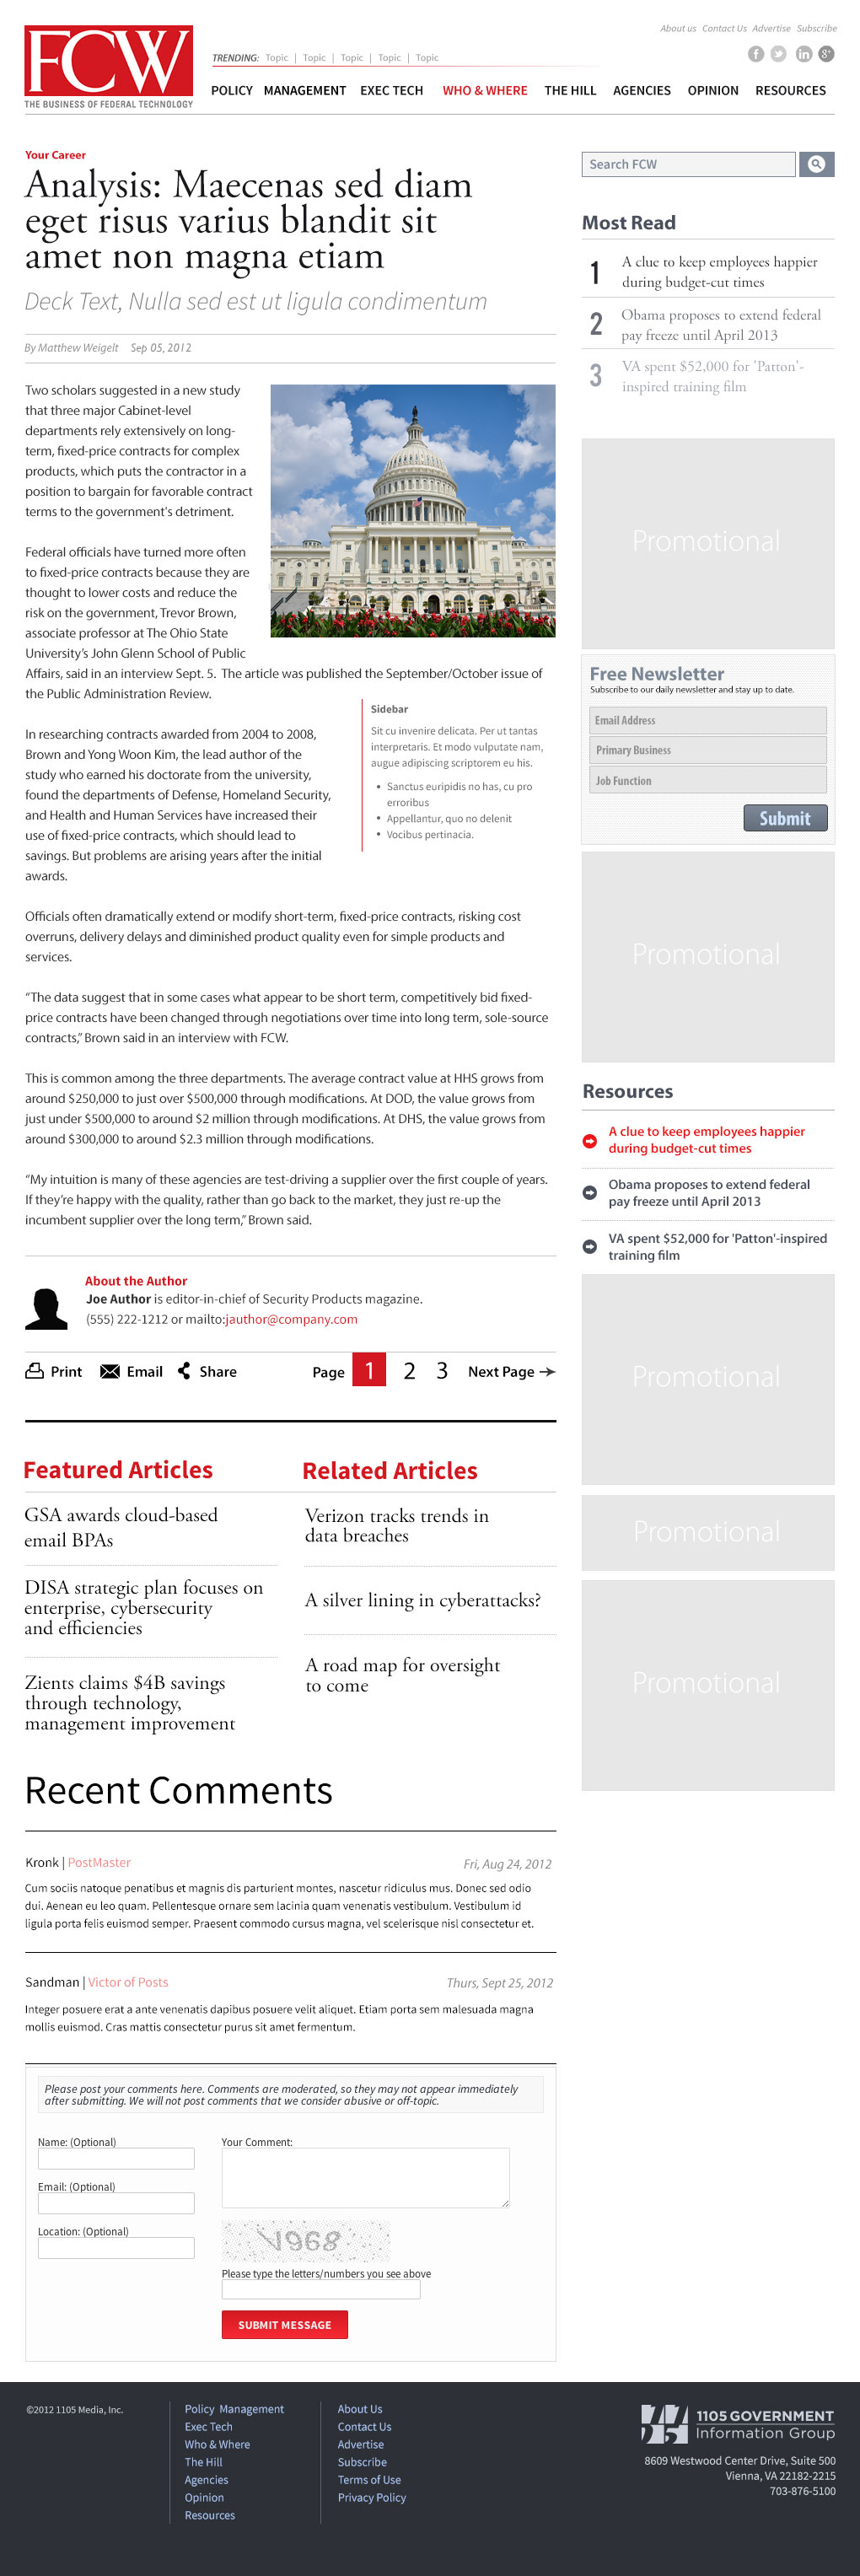 About us Contact Us Advertise Subscribe
FCW
THE BUSINESS OF FEDERAL TECHNOLOGY
TRENDING: Topic | Topic | Topic | Topic | Topic
f in g+
POLICY MANAGEMENT EXEC TECH WHO & WHERE THE HILL AGENCIES OPINION RESOURCES
Your Career
Analysis: Maecenas sed diam
eget risus varius blandit sit
amet non magna etiam
Deck Text, Nulla sed est ut ligula condimentum
By Matthew Weigelt Sep 05, 2012
Two scholars suggested in a new study
that three major Cabinet-level
departments rely extensively on long-
term, fixed-price contracts for complex
products, which puts the contractor in a
position to bargain for favorable contract
terms to the government's detriment.
Federal officials have turned more often
to fixed-price contracts because they are
thought to lower costs and reduce the
risk on the government, Trevor Brown,
associate professor at The Ohio State
University's John Glenn School of Public
Affairs, said in an interview Sept. 5. The article was published the September/October issue of
the Public Administration Review.
In researching contracts awarded from 2004 to 2008,
Brown and Yong Woon Kim, the lead author of the
study who earned his doctorate from the university,
found the departments of Defense, Homeland Security,
and Health and Human Services have increased their
use of fixed-price contracts, which should lead to
savings. But problems are arising years after the initial
awards.
Sidebar
Sit cu invenire delicata. Per ut tantas
interpretaris. Et modo vulputate nam,
augue adipiscing scriptorem eu his.
• Sanctus euripidis no has, cu pro
erroribus
• Appellantur, quo no delenit
• Vocibus pertinacia.
Officials often dramatically extend or modify short-term, fixed-price contracts, risking cost
overruns, delivery delays and diminished product quality even for simple products and
services.
“The data suggest that in some cases what appear to be short term, competitively bid fixed-
price contracts have been changed through negotiations over time into long term, sole-source
contracts,” Brown said in an interview with FCW.
This is common among the three departments. The average contract value at HHS grows from
around $250,000 to just over $500,000 through modifications. At DOD, the value grows from
just under $500,000 to around $2 million through modifications. At DHS, the value grows from
around $300,000 to around $2.3 million through modifications.
“My intuition is many of these agencies are test-driving a supplier over the first couple of years.
If they’re happy with the quality, rather than go back to the market, they just re-up the
incumbent supplier over the long term,” Brown said.
About the Author
Joe Author is editor-in-chief of Security Products magazine.
(555) 222-1212 or mailto:jauthor@company.com
Print Email Share Page 1 2 3 Next Page
Featured Articles
GSA awards cloud-based
email BPAs
DISA strategic plan focuses on
enterprise, cybersecurity
and efficiencies
Zients claims $4B savings
through technology,
management improvement
Related Articles
Verizon tracks trends in
data breaches
A silver lining in cyberattacks?
A road map for oversight
to come
Recent Comments
Kronk | PostMaster Fri, Aug 24, 2012
Cum sociis natoque penatibus et magnis dis parturient montes, nascetur ridiculus mus. Donec sed odio
dui. Aenean eu leo quam. Pellentesque ornare sem lacinia quam venenatis vestibulum. Vestibulum id
ligula porta felis euismod semper. Praesent commodo cursus magna, vel scelerisque nisl consectetur et.
Sandman | Victor of Posts Thurs, Sept 25, 2012
Integer posuere erat a ante venenatis dapibus posuere velit aliquet. Etiam porta sem malesuada magna
mollis euismod. Cras mattis consectetur purus sit amet fermentum.
Please post your comments here. Comments are moderated, so they may not appear immediately
after submitting. We will not post comments that we consider abusive or off-topic.
Name: (Optional)
Email: (Optional)
Location: (Optional)
Your Comment:
4968
Please type the letters/numbers you see above
SUBMIT MESSAGE
Search FCW
Most Read
1 A clue to keep employees happier
during budget-cut times
2 Obama proposes to extend federal
pay freeze until April 2013
3 VA spent $52,000 for 'Patton'-
inspired training film
Promotional
Free Newsletter
Subscribe to our daily newsletter and stay up to date.
Email Address
Primary Business
Job Function
Submit
Promotional
Resources
A clue to keep employees happier
during budget-cut times
Obama proposes to extend federal
pay freeze until April 2013
VA spent $52,000 for 'Patton'-inspired
training film
Promotional
Promotional
Promotional
©2012 1105 Media, Inc.
Policy Management
Exec Tech
Who & Where
The Hill
Agencies
Opinion
Resources
About Us
Contact Us
Advertise
Subscribe
Terms of Use
Privacy Policy
1105 GOVERNMENT
Information Group
8609 Westwood Center Drive, Suite 500
Vienna, VA 22182-2215
703-876-5100